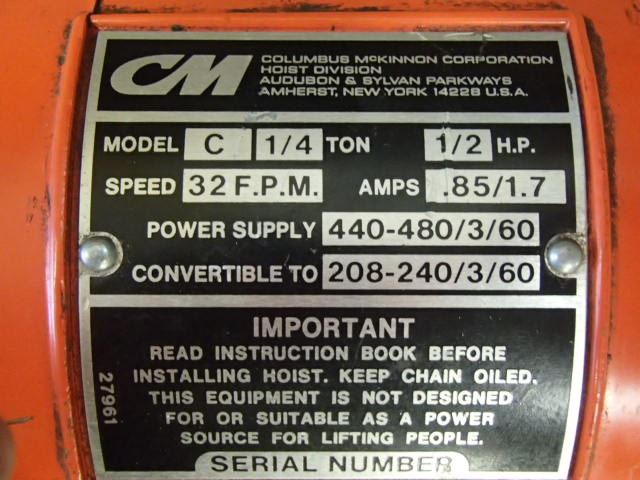 CM
COLUMBUS McKINNON CORPORATION
HOIST DIVISION
AUDUBON & SYLVAN PARKWAYS
AMHERST, NEW YORK 14228 U.S.A.
MODEL C 1/4 TON 1/2 H.P.
SPEED 32 F.P.M. AMPS .85/1.7
POWER SUPPLY 440-480/3/60
CONVERTIBLE TO 208-240/3/60
IMPORTANT
READ INSTRUCTION BOOK BEFORE
INSTALLING HOIST. KEEP CHAIN OILED.
THIS EQUIPMENT IS NOT DESIGNED
FOR OR SUITABLE AS A POWER
SOURCE FOR LIFTING PEOPLE.
27961
SERIAL NUMBER